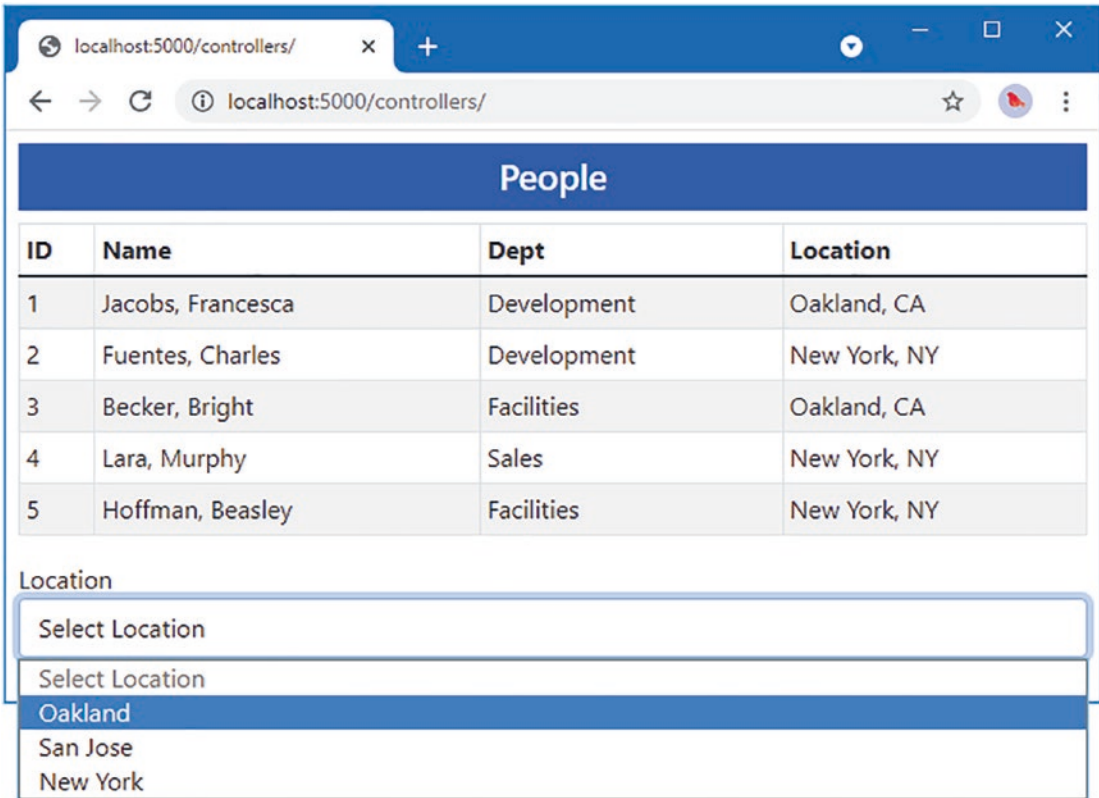 localhost:5000/controllers/
localhost:5000/controllers/
People
ID Name Dept Location
1 Jacobs, Francesca Development Oakland, CA
2 Fuentes, Charles Development New York, NY
3 Becker, Bright Facilities Oakland, CA
4 Lara, Murphy Sales New York, NY
5 Hoffman, Beasley Facilities New York, NY
Location
Select Location
Select Location
Oakland
San Jose
New York